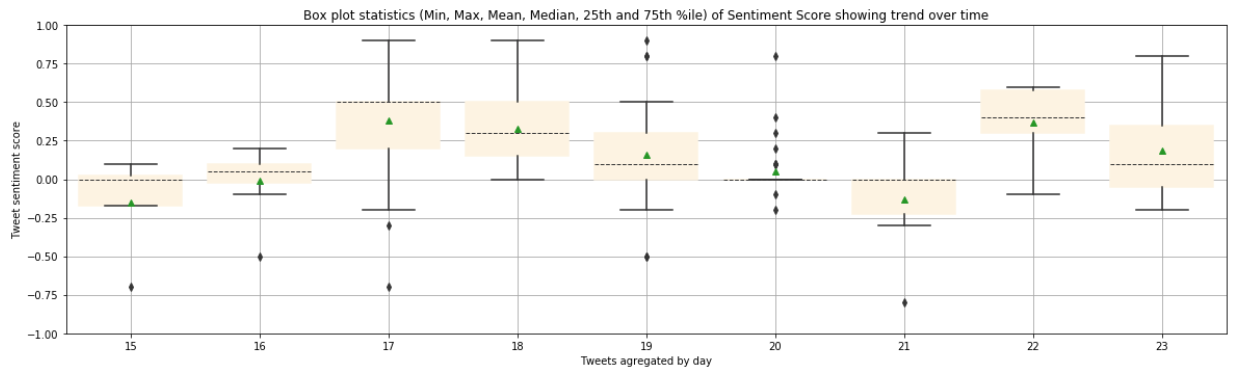 Box plot statistics (Min, Max, Mean, Median, 25th and 75th %ile) of Sentiment Score showing trend over time
1.00
0.75
0.50
0.25
0.00
−0.25
−0.50
−0.75
−1.00
Tweet sentiment score
15 16 17 18 19 20 21 22 23
Tweets agregated by day